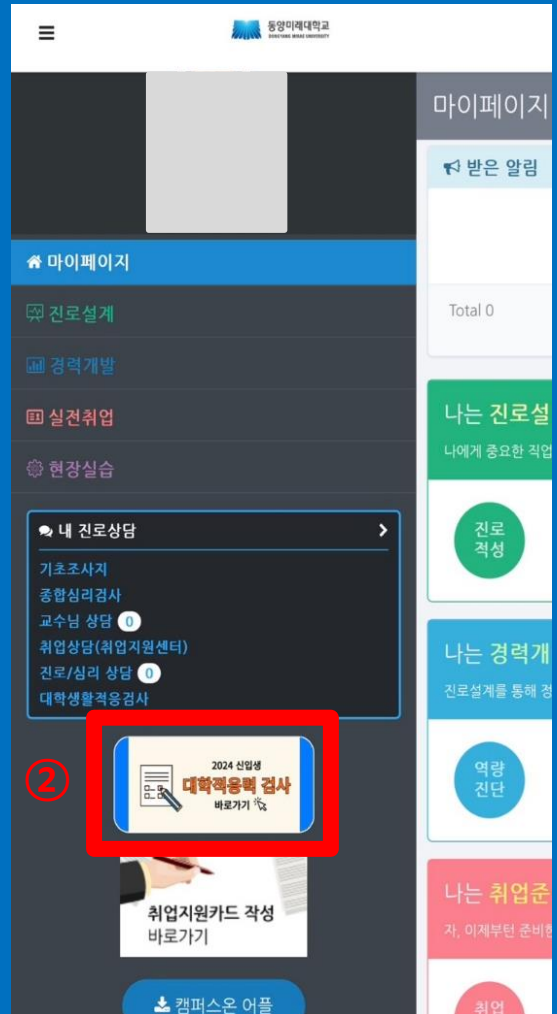 동양미래대학교
DONGYANG MIRAE UNIVERSITY
마이페이지
진로설계
경력개발
실전취업
현장실습
내 진로상담
기초조사지
종합심리검사
교수님 상담 0
취업상담(취업지원센터)
진로/심리 상담 0
대학생활적응검사
②
2024 신입생
대학적응력 검사
바로가기
취업지원카드 작성
바로가기
캠퍼스온 어플
마이페이지
받은 알림
Total 0
나는 진로설
나에게 중요한 직업
진로
적성
나는 경력개
진로설계를 통해 정
역량
진단
나는 취업준
자, 이제부턴 준비한
취업